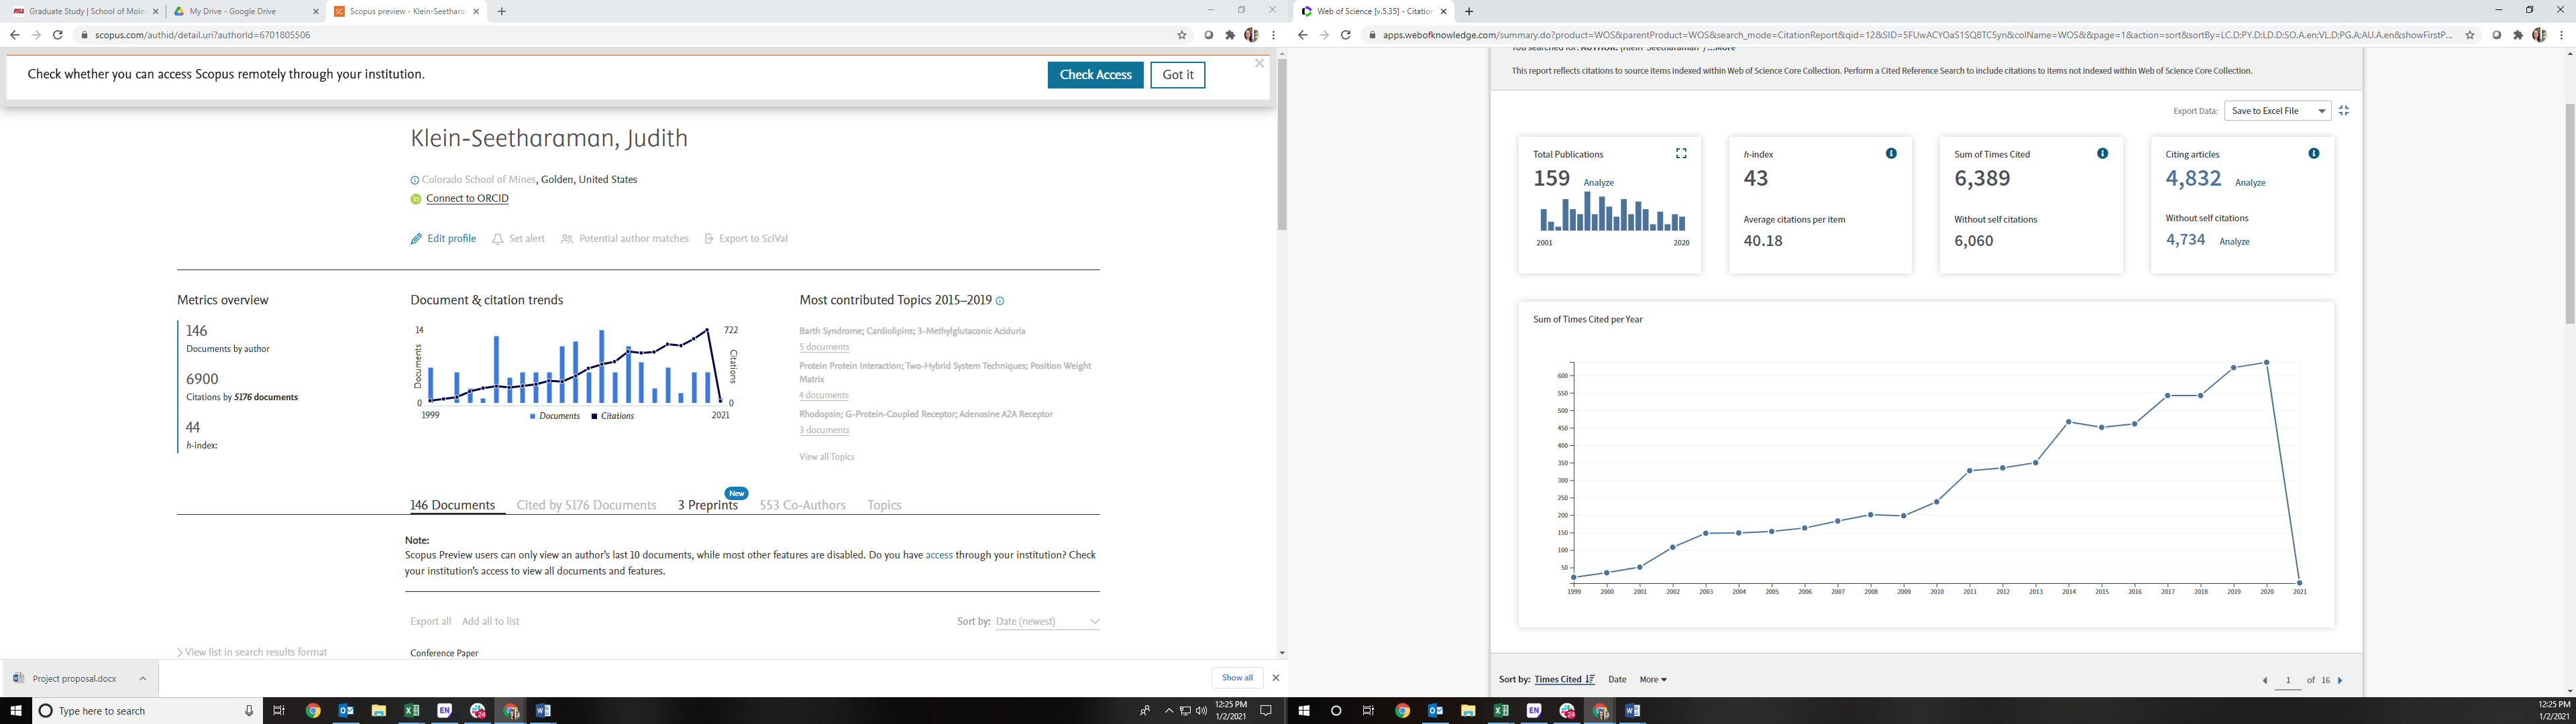 Graduate Study | School of Mole
My Drive - Google Drive
Scopus preview - Klein-Seetharam
scopus.com/authid/detail.uri?authorId=6701805506
Check whether you can access Scopus remotely through your institution.
Check Access
Got it
Klein-Seetharaman, Judith
Colorado School of Mines, Golden, United States
Connect to ORCID
Edit profile
Set alert
Potential author matches
Export to SciVal
Metrics overview
146
Documents by author
6900
Citations by 5176 documents
44
h-index:
Document & citation trends
14
722
Documents
Citations
0
0
1999
Documents
Citations
2021
Most contributed Topics 2015–2019
Barth Syndrome; Cardiolipins; 3-Methylglutaconic Aciduria
5 documents
Protein Protein Interaction; Two-Hybrid System Techniques; Position Weight
Matrix
4 documents
Rhodopsin; G-Protein-Coupled Receptor; Adenosine A2A Receptor
3 documents
View all Topics
New
146 Documents
Cited by 5176 Documents
3 Preprints
553 Co-Authors
Topics
Note:
Scopus Preview users can only view an author's last 10 documents, while most other features are disabled. Do you have access through your institution? Check
your institution's access to view all documents and features.
Export all
Add all to list
Sort by: Date (newest)
View list in search results format
Conference Paper
Project proposal.docx
Show all
Type here to search
EN
24
12:25 PM
1/2/2021
Web of Science [v.5.35] - Citation
apps.webofknowledge.com/summary.do?product=WOS&parentProduct=WOS&search_mode=CitationReport&qid=12&SID=5FUwACYOaS1SQ8TC5yn&colName=WOS&&page=1&action=sort&sortBy=LC.D;PY.D;LD.D;SO.A.en;VL.D;PG.A;AU.A.en&showFirstP...
You searched for: AUTHOR: (Klein-Seetharaman*) ...More
This report reflects citations to source items indexed within Web of Science Core Collection. Perform a Cited Reference Search to include citations to items not indexed within Web of Science Core Collection.
Export Data: Save to Excel File
Total Publications
159 Analyze
2001
2020
h-index
43
Average citations per item
40.18
Sum of Times Cited
6,389
Without self citations
6,060
Citing articles
4,832 Analyze
Without self citations
4,734 Analyze
Sum of Times Cited per Year
600
550
500
450
400
350
300
250
200
150
100
50
1999 2000 2001 2002 2003 2004 2005 2006 2007 2008 2009 2010 2011 2012 2013 2014 2015 2016 2017 2018 2019 2020 2021
Sort by: Times Cited Date More
1 of 16
EN
24
12:25 PM
1/2/2021